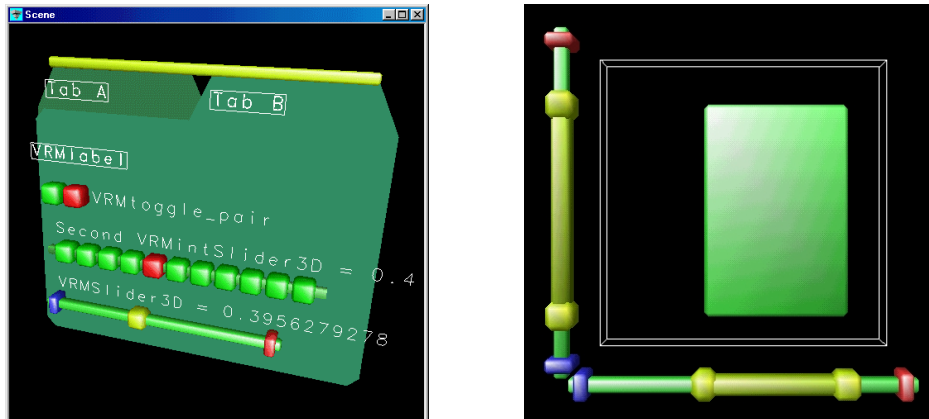 Scene
Tab A
Tab B
VRMlabel
VRMtoggle_pair
Second VRMintSlider3D = 0.4
VRMSlider3D = 0.3956279278